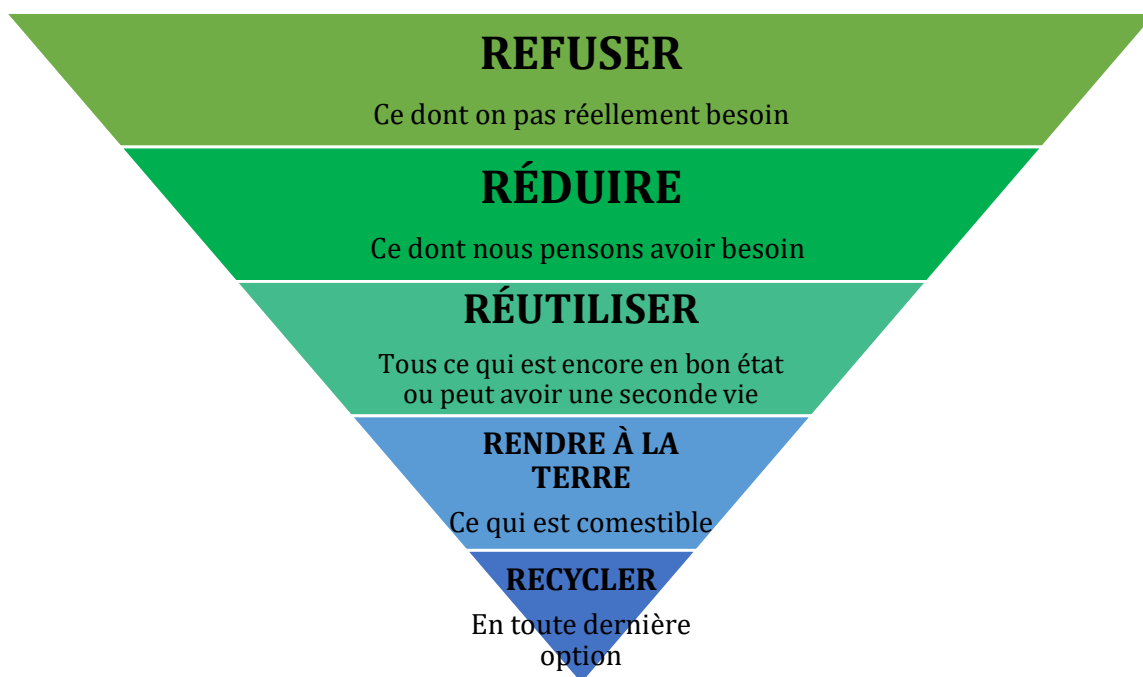 REFUSER
Ce dont on pas réellement besoin
RÉDUIRE
Ce dont nous pensons avoir besoin
RÉUTILISER
Tous ce qui est encore en bon état
ou peut avoir une seconde vie
RENDRE À LA
TERRE
Ce qui est comestible
RECYCLER
En toute dernière
option